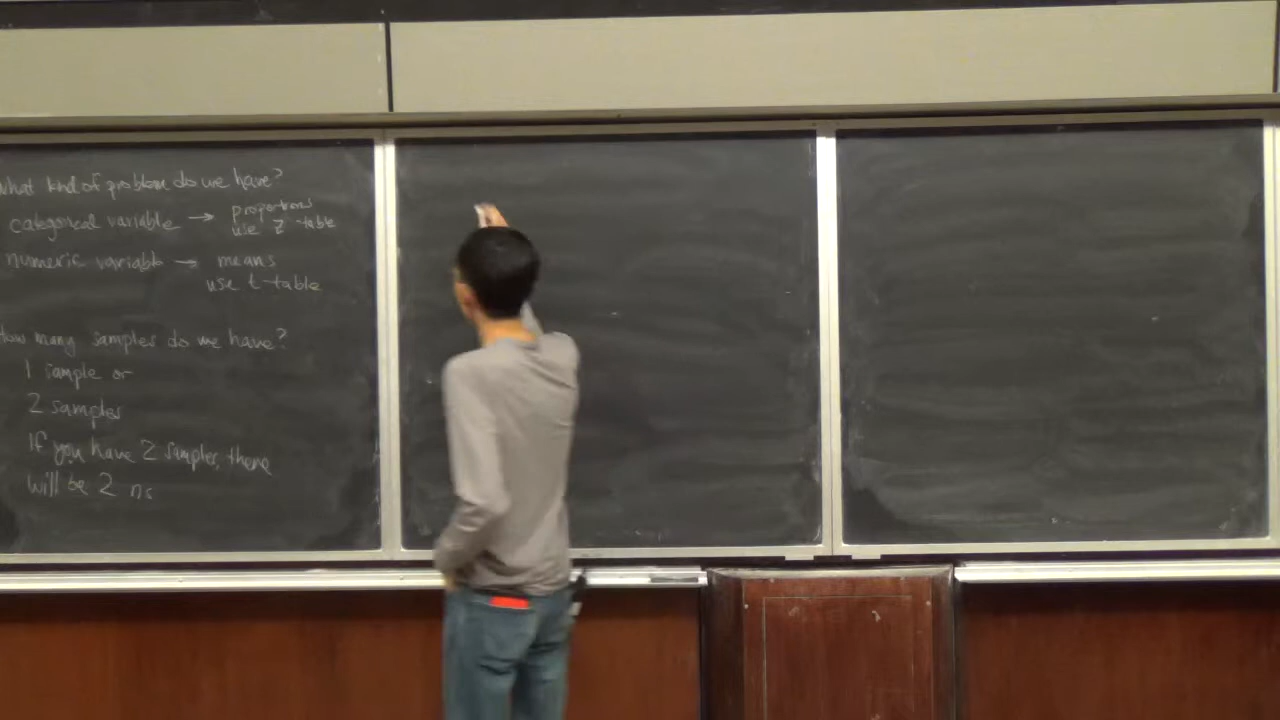 What kind of problem do we have?
categorical variable → proportions
use Z-table
numeric variable → means
use t-table
How many samples do we have?
1 sample or
2 samples
If you have 2 samples, there
will be 2 ns